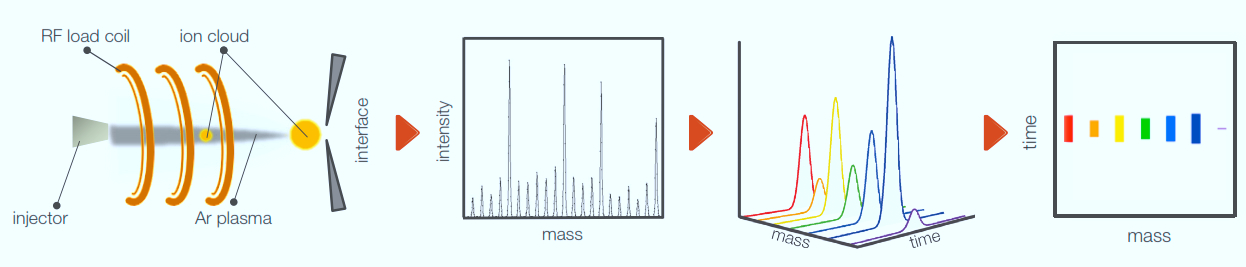 RF load coil
ion cloud
interface
injector
Ar plasma
intensity
mass
mass
time
time
mass